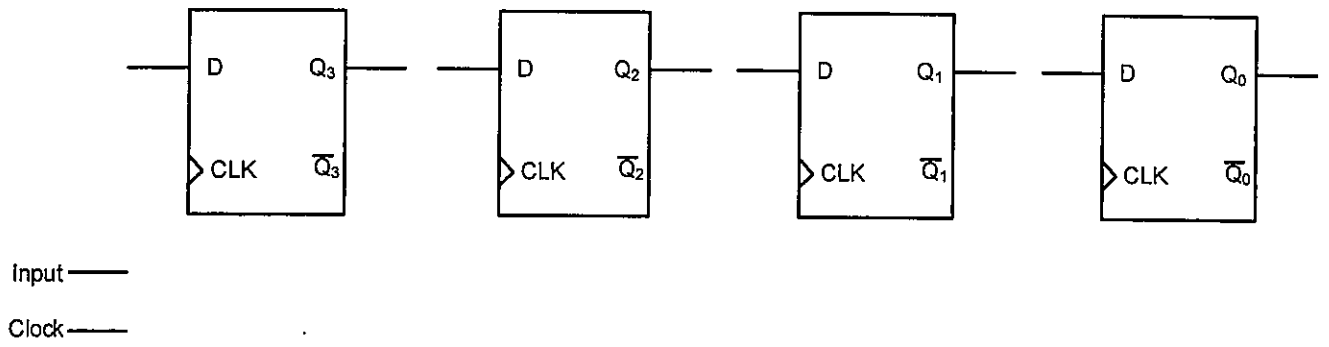 D Q₃ D Q₂ D Q₁ D Q₀
CLK Q̅₃ CLK Q̅₂ CLK Q̅₁ CLK Q̅₀
Input
Clock